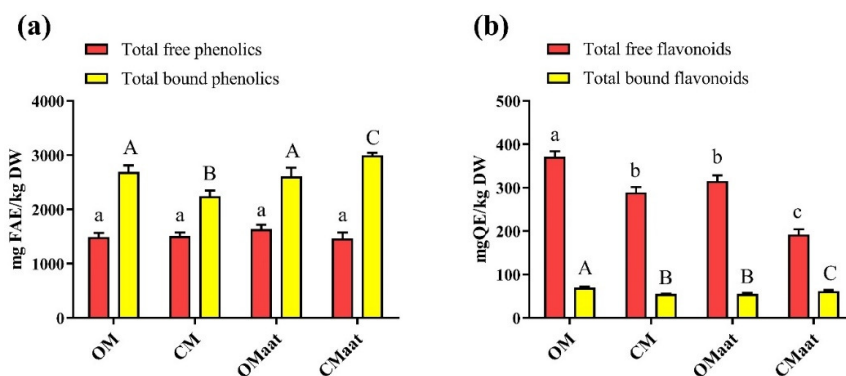 (a)
Total free phenolics
Total bound phenolics
mg FAE/kg DW
4000
3000
2000
1000
0
a
A
a
B
a
A
a
C
OM
CM
OMaat
CMaat
(b)
Total free flavonoids
Total bound flavonoids
mgQE/kg DW
500
400
300
200
100
0
a
A
b
B
b
B
c
C
OM
CM
OMaat
CMaat